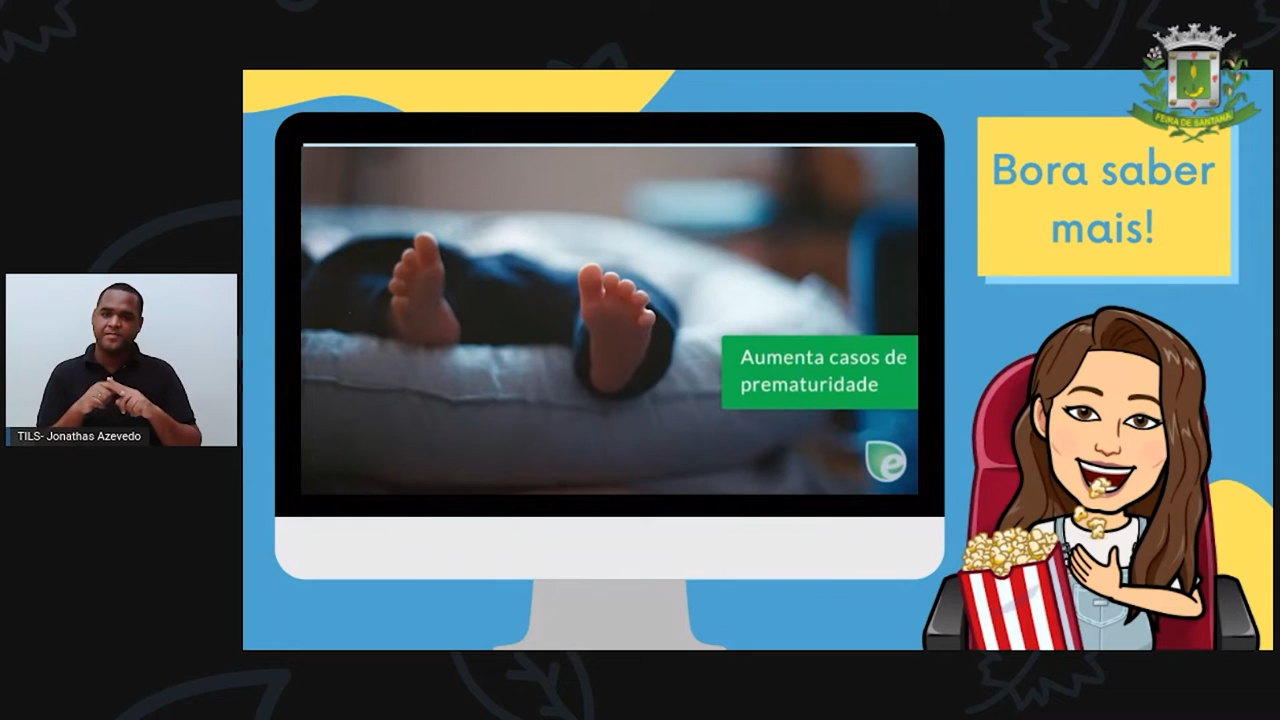 FEIRA DE SANTANA
Bora saber
mais!
Aumenta casos de
prematuridade
e
TILS- Jonathas Azevedo